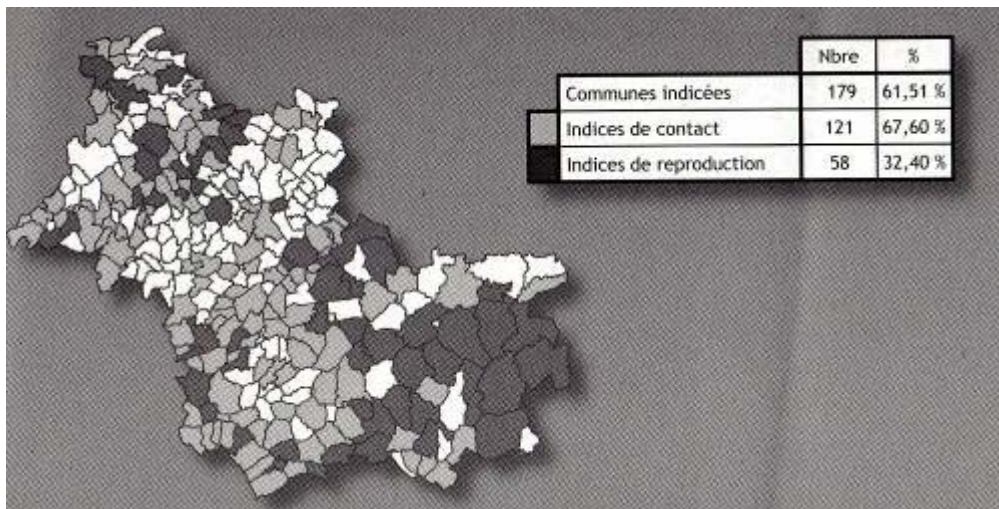 Nbre %
Communes indicées 179 61,51 %
Indices de contact 121 67,60 %
Indices de reproduction 58 32,40 %